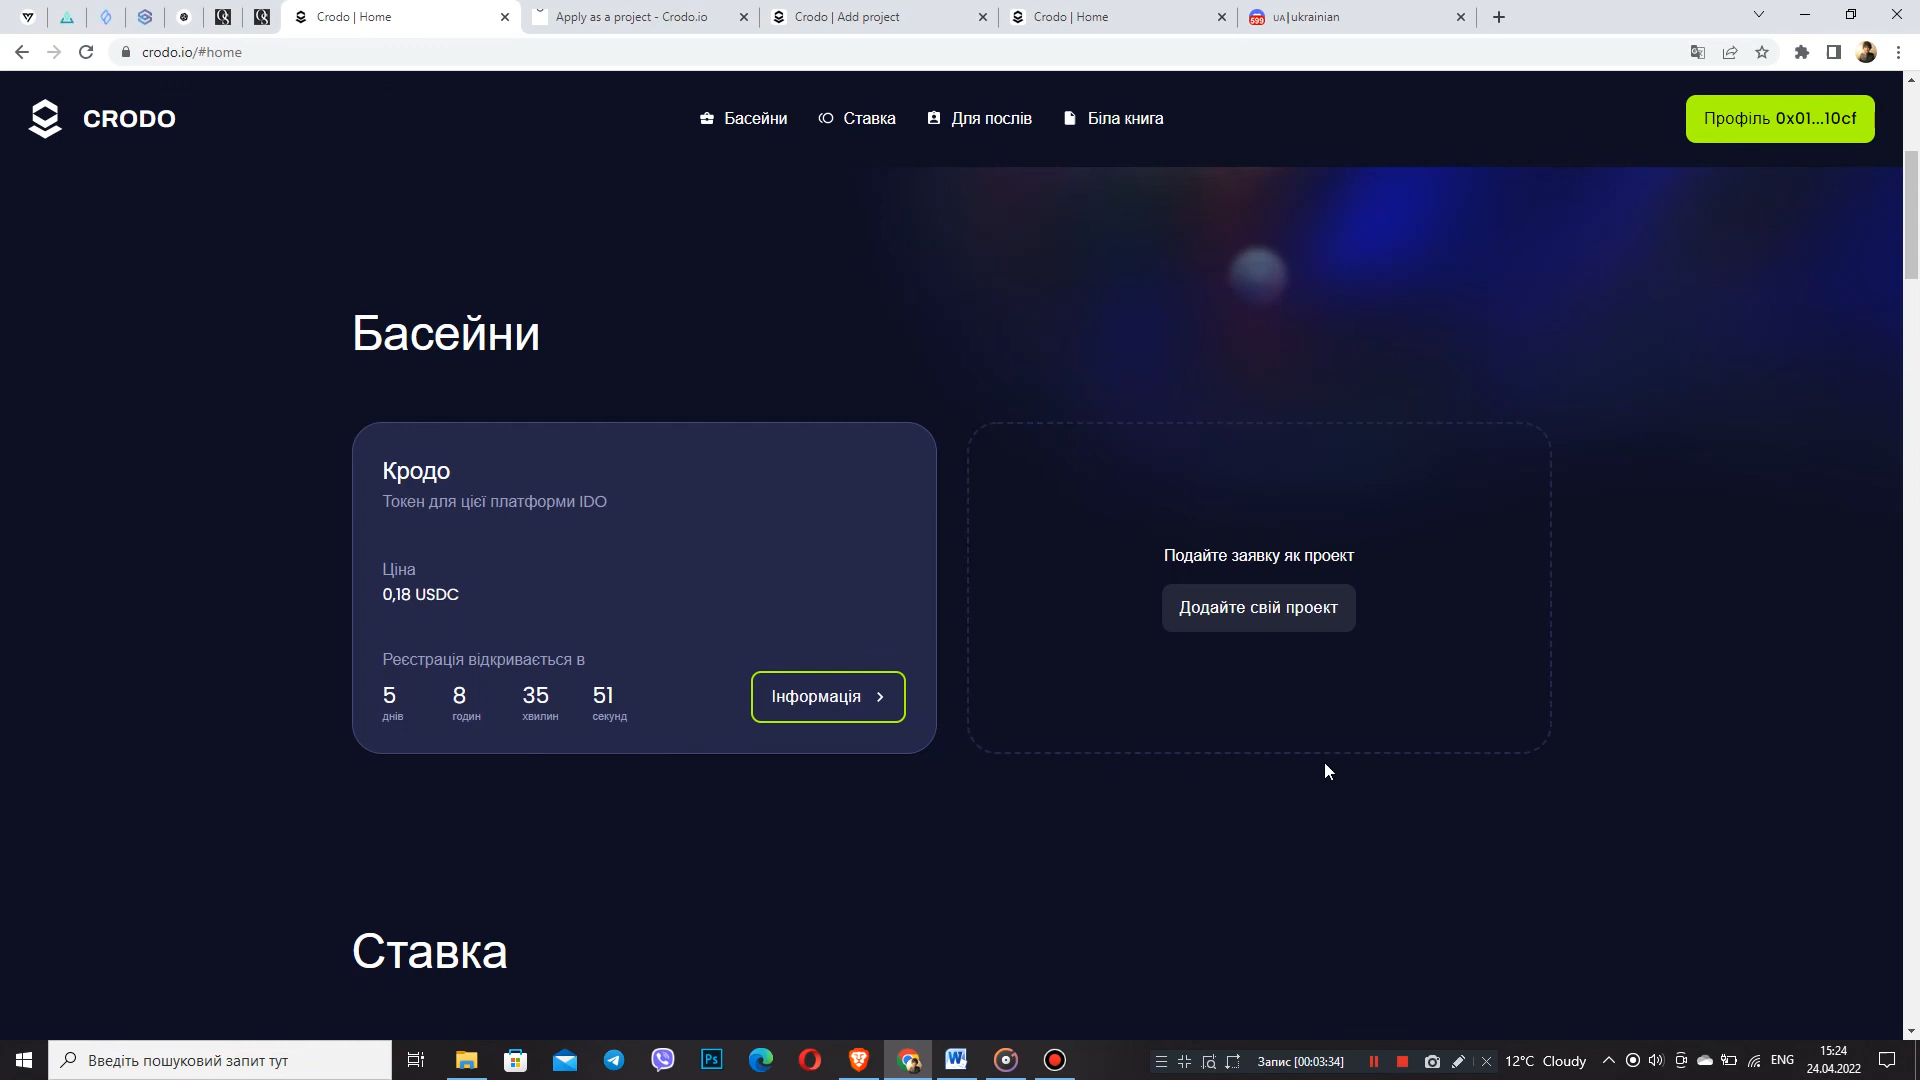 Crodo | Home
Apply as a project - Crodo.io
Crodo | Add project
Crodo | Home
599
UA | ukrainian
crodo.io/#home
CRODO
Басейни
Ставка
Для послів
Біла книга
Профіль 0x01...10cf
Басейни
Кродо
Токен для цієї платформи IDO
Ціна
0,18 USDC
Реєстрація відкривається в
5 8 35 51
днів годин хвилин секунд
Інформація
Подайте заявку як проект
Додайте свій проект
Ставка
Введіть пошуковий запит тут
Ps
W
Запис [00:03:34]
12°C Cloudy
ENG
15:24
24.04.2022